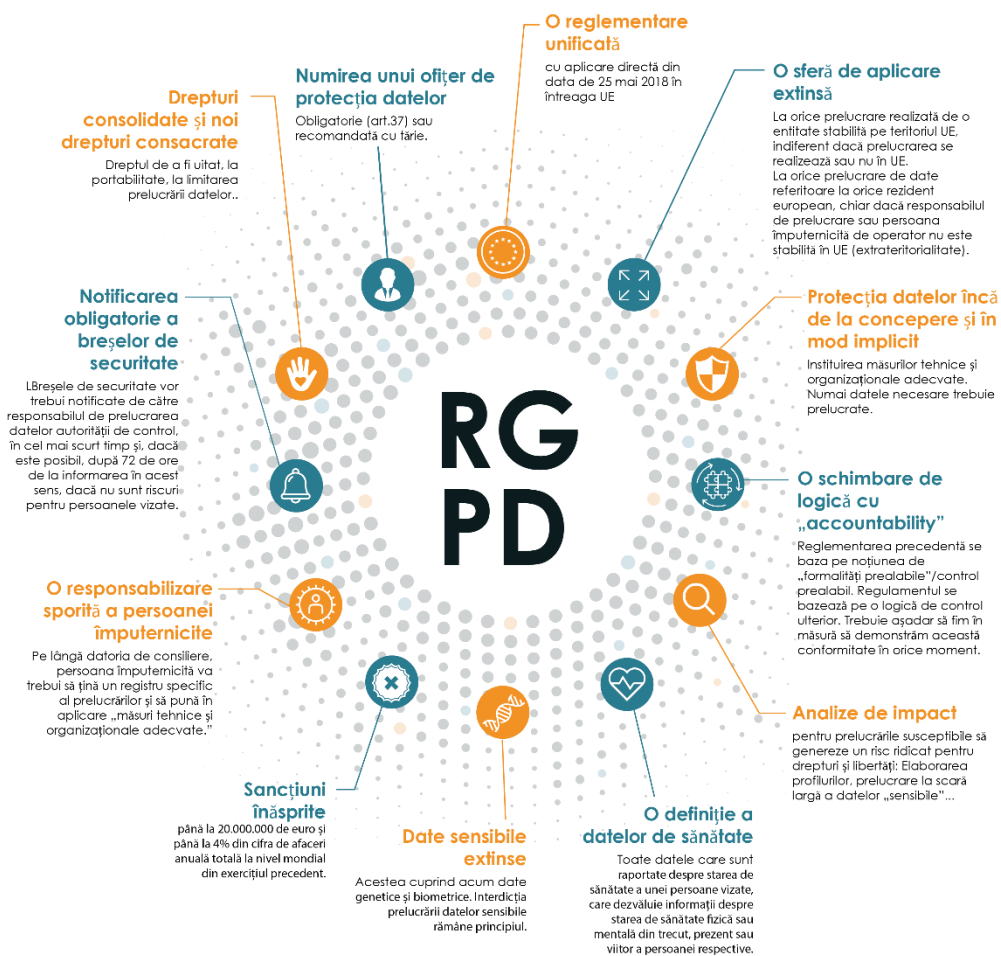 O reglementare
unificată
cu aplicare directă din
data de 25 mai 2018 în
întreaga UE
O sferă de aplicare
extinsă
La orice prelucrare realizată de o
entitate stabilită pe teritoriul UE,
indiferent dacă prelucrarea se
realizează sau nu în UE.
La orice prelucrare de date
referitoare la orice rezident
european, chiar dacă responsabilul
de prelucrare sau persoana
împuternicită de operator nu este
stabilită în UE (extrateritorialitate).
Protecția datelor încă
de la concepere și în
mod implicit
Instituirea măsurilor tehnice și
organizaționale adecvate.
Numai datele necesare trebuie
prelucrate.
O schimbare de
logică cu
„accountability”
Reglementarea precedentă se
baza pe noțiunea de
„formalități prealabile”/control
prealabil. Regulamentul se
bazează pe o logică de control
ulterior. Trebuie așadar să fim în
măsură să demonstrăm această
conformitate în orice moment.
Analize de impact
pentru prelucrările susceptibile să
genereze un risc ridicat pentru
drepturi și libertăți: Elaborarea
profilurilor, prelucrare la scară
largă a datelor „sensibile”...
O definiție a
datelor de sănătate
Toate datele care sunt
raportate despre starea de
sănătate a unei persoane vizate,
care dezvăluie informații despre
starea de sănătate fizică sau
mentală din trecut, prezent sau
viitor a persoanei respective.
Date sensibile
extinse
Acestea cuprind acum date
genetice și biometrice. Interdicția
prelucrării datelor sensibile
rămâne principiul.
Sancțiuni
înăsprite
până la 20.000.000 de euro și
până la 4% din cifra de afaceri
anuală totală la nivel mondial
din exercițiul precedent.
O responsabilizare
sporită a persoanei
împuternicite
Pe lângă datoria de consiliere,
persoana împuternicită va
trebui să țină un registru specific
al prelucrărilor și să pună în
aplicare „măsuri tehnice și
organizaționale adecvate.”
Notificarea
obligatorie a
breșelor de
securitate
LBreșele de securitate vor
trebui notificate de către
responsabilul de prelucrarea
datelor autorității de control,
în cel mai scurt timp și, dacă
este posibil, după 72 de ore
de la informarea în acest
sens, dacă nu sunt riscuri
pentru persoanele vizate.
Drepturi
consolidate și noi
drepturi consacrate
Dreptul de a fi uitat, la
portabilitate, la limitarea
prelucrării datelor..
Numirea unui ofițer de
protecția datelor
Obligatorie (art.37) sau
recomandată cu tărie.
RG
PD